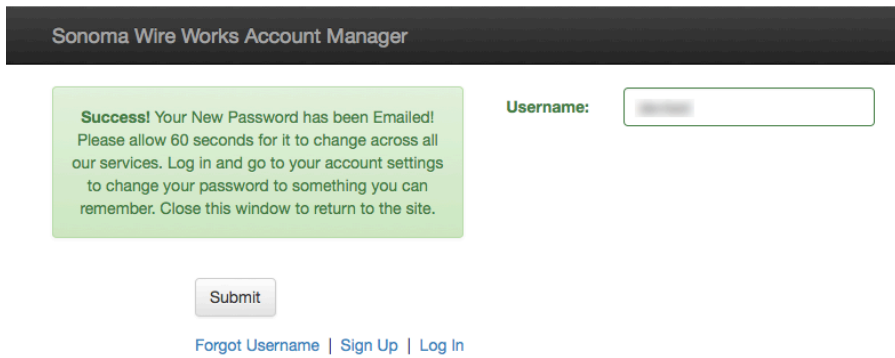 Sonoma Wire Works Account Manager
Success! Your New Password has been Emailed!
Please allow 60 seconds for it to change across all
our services. Log in and go to your account settings
to change your password to something you can
remember. Close this window to return to the site.
Username:
Submit
Forgot Username | Sign Up | Log In